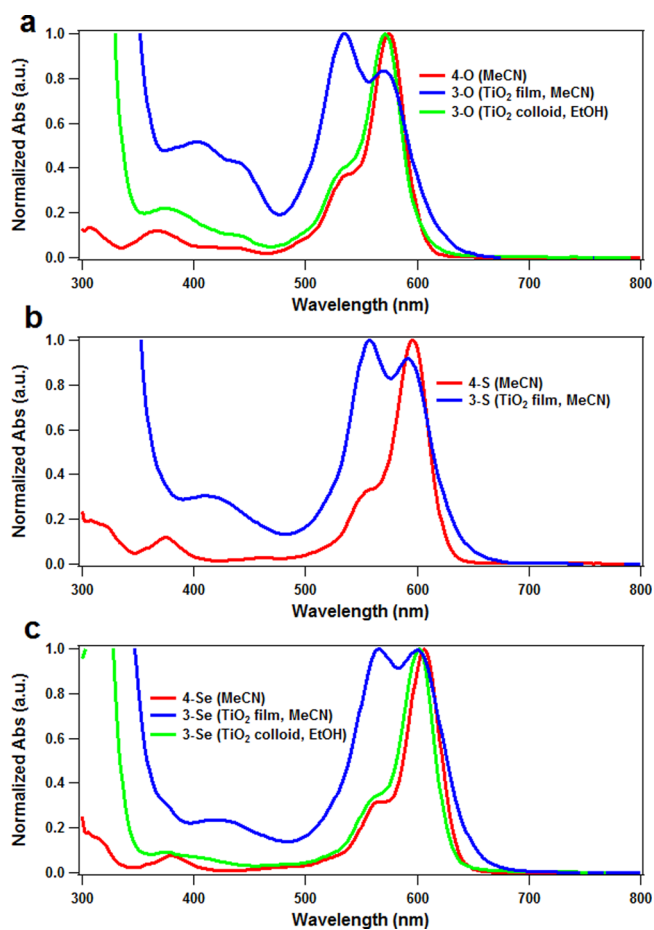 a
Normalized Abs (a.u.)
1.0
0.8
0.6
0.4
0.2
0.0
4-O (MeCN)
3-O (TiO2 film, MeCN)
3-O (TiO2 colloid, EtOH)
300 400 500 600 700 800
Wavelength (nm)
b
Normalized Abs (a.u.)
1.0
0.8
0.6
0.4
0.2
0.0
4-S (MeCN)
3-S (TiO2 film, MeCN)
300 400 500 600 700 800
Wavelength (nm)
c
Normalized Abs (a.u.)
1.0
0.8
0.6
0.4
0.2
0.0
4-Se (MeCN)
3-Se (TiO2 film, MeCN)
3-Se (TiO2 colloid, EtOH)
300 400 500 600 700 800
Wavelength (nm)